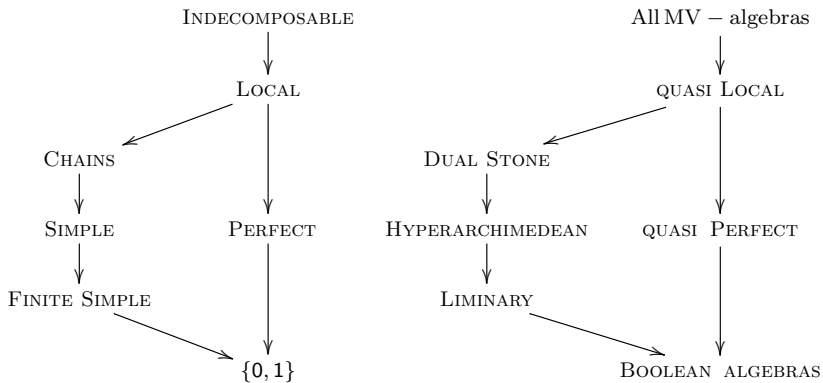 INDECOMPOSABLE
LOCAL
CHAINS
SIMPLE
PERFECT
FINITE SIMPLE
{0, 1}
All MV − algebras
QUASI LOCAL
DUAL STONE
HYPERARCHIMEDEAN
QUASI PERFECT
LIMINARY
BOOLEAN ALGEBRAS